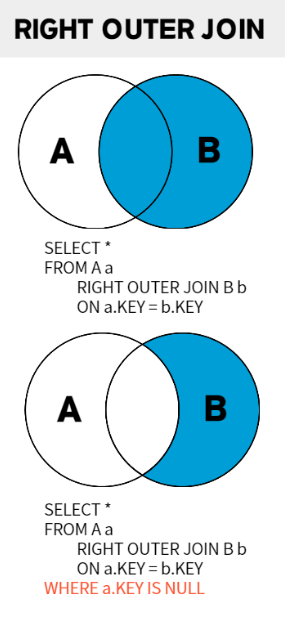 RIGHT OUTER JOIN
A
B
SELECT *
FROM A a
RIGHT OUTER JOIN B b
ON a.KEY = b.KEY
A
B
SELECT *
FROM A a
RIGHT OUTER JOIN B b
ON a.KEY = b.KEY
WHERE a.KEY IS NULL